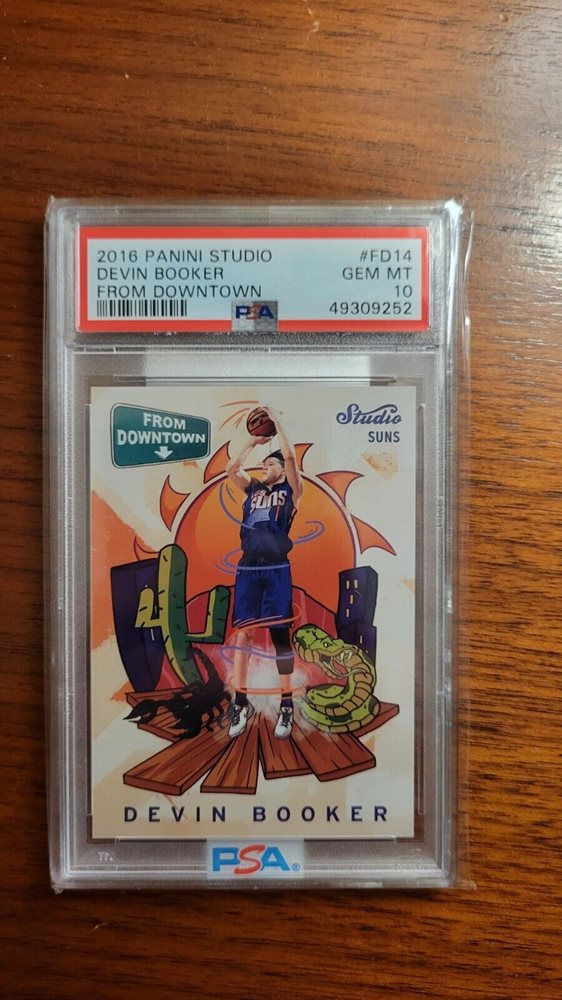 2016 PANINI STUDIO #FD14
DEVIN BOOKER GEM MT
FROM DOWNTOWN 10
PSA 49309252
FROM
DOWNTOWN
Studio
SUNS
SUNS
DEVIN BOOKER
PSA®